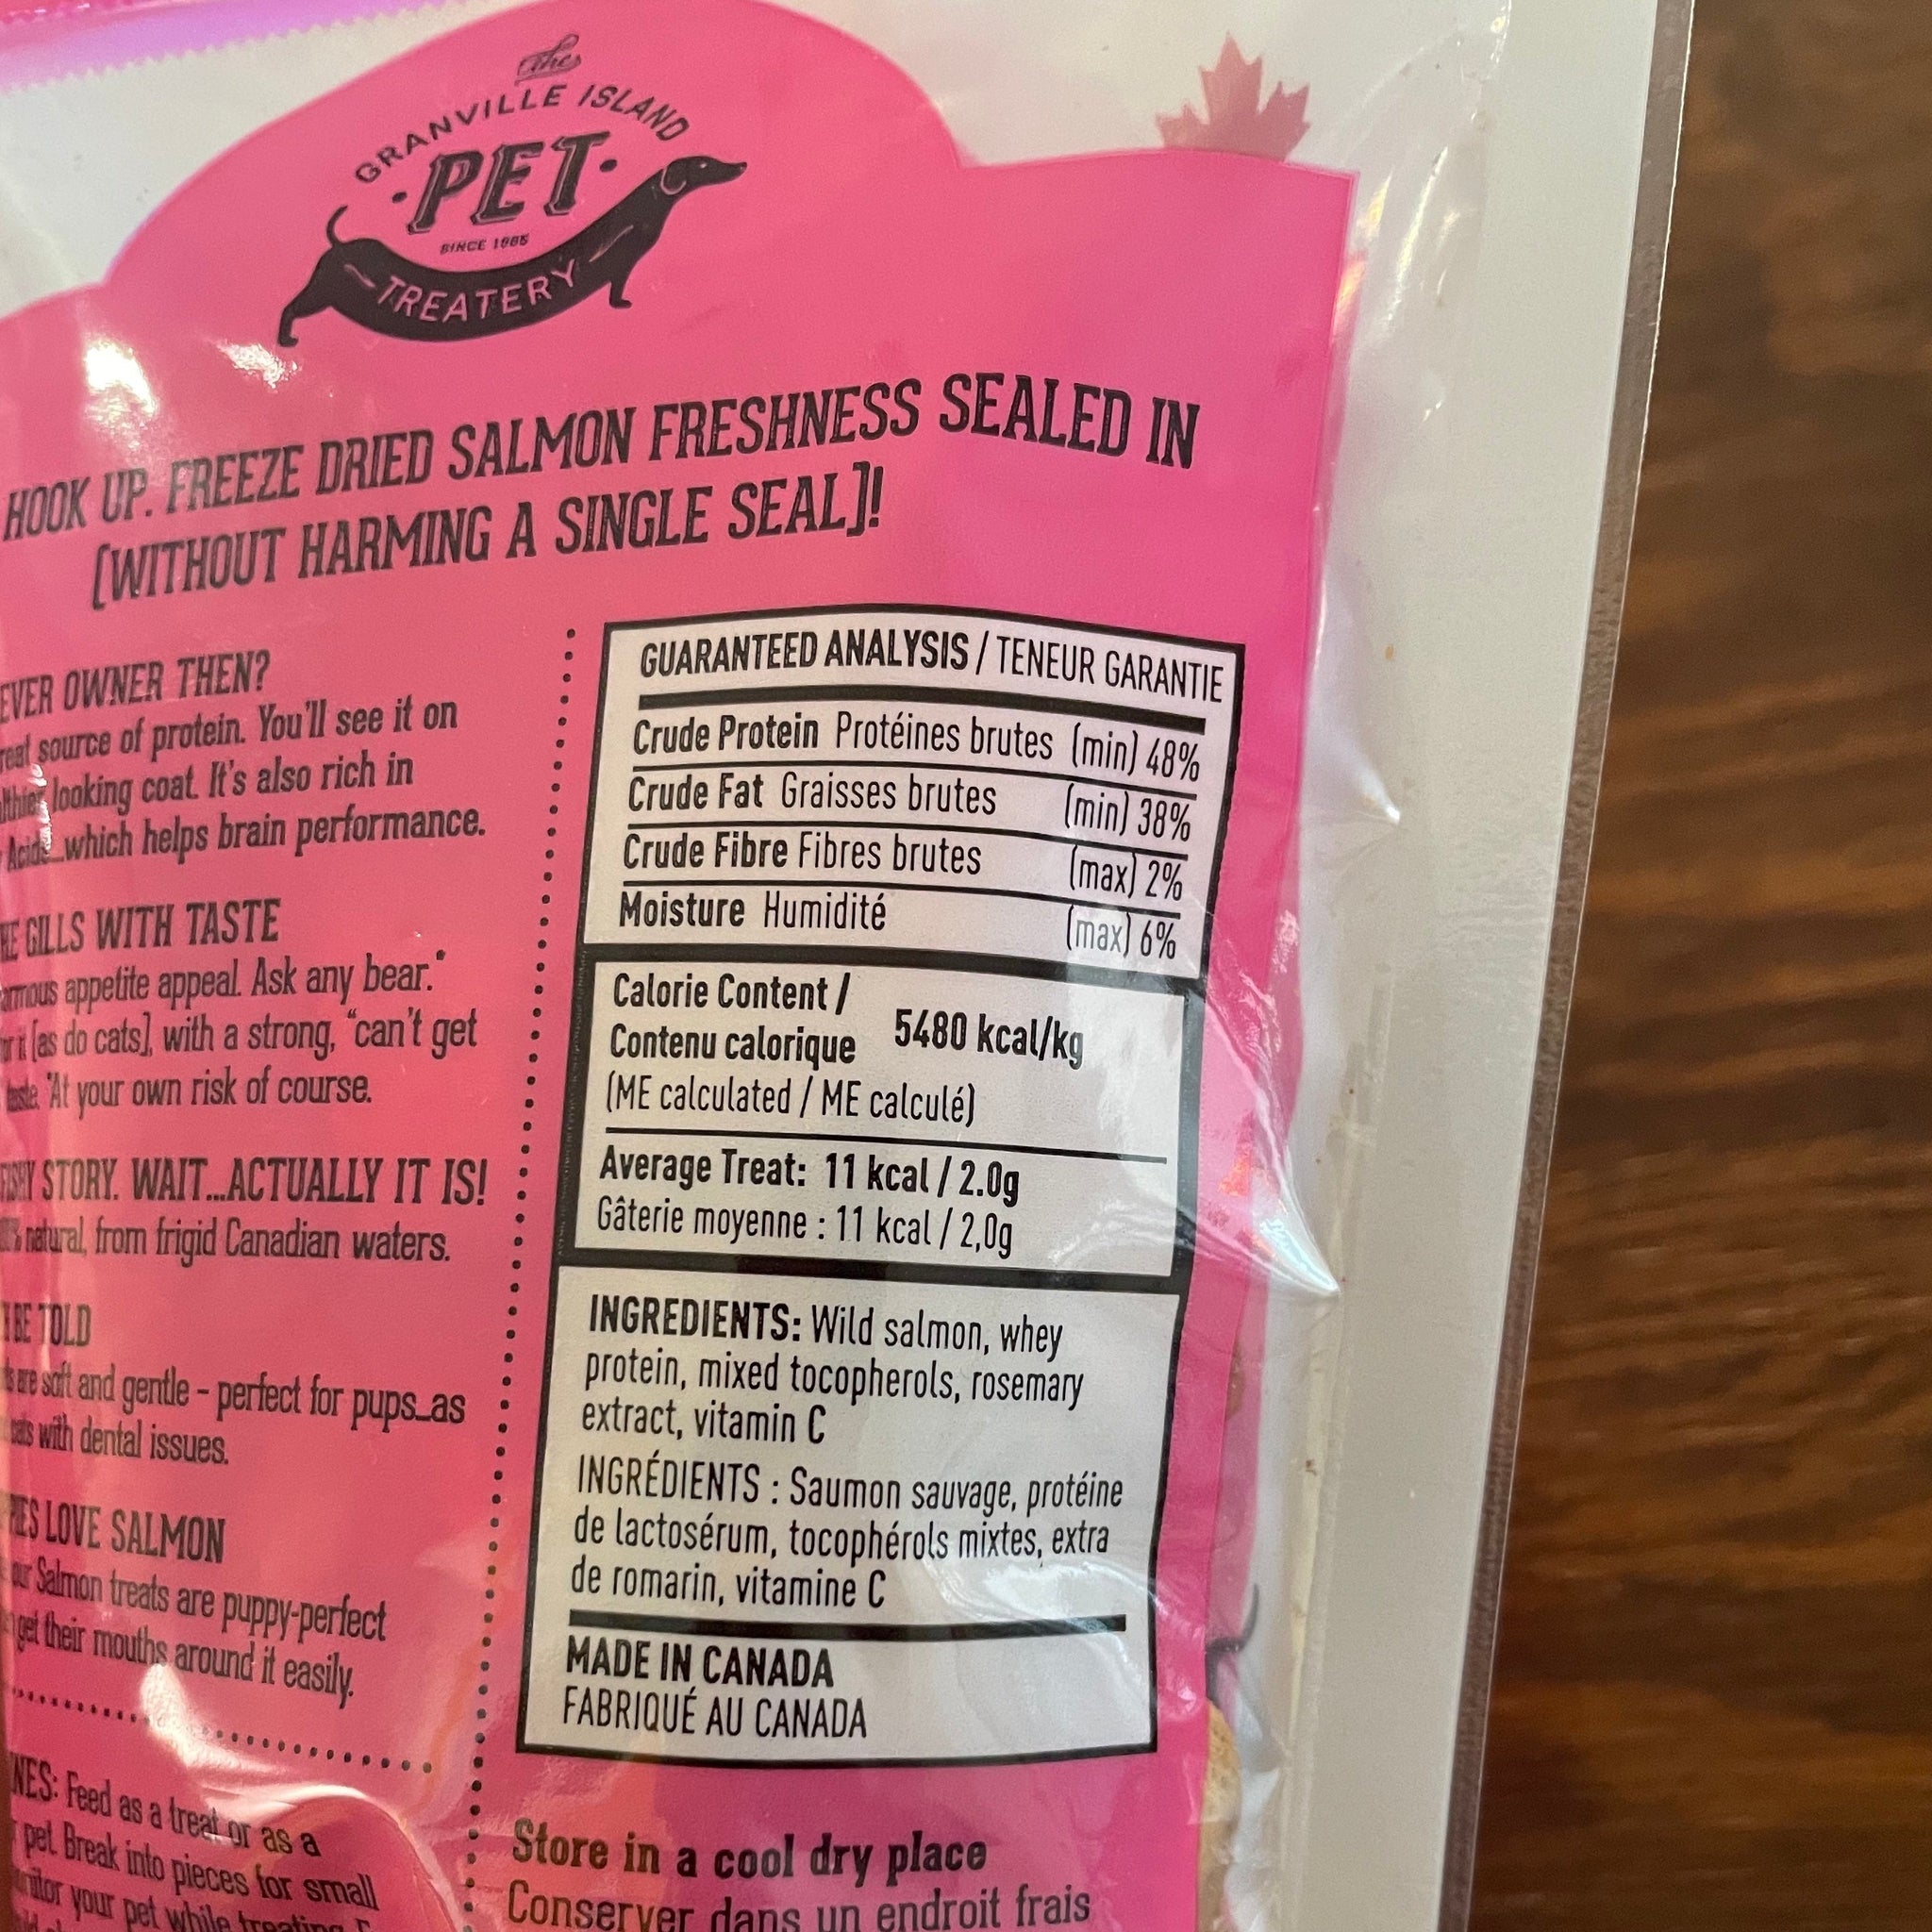 the
GRANVILLE ISLAND
·PET·
SINCE 1985
TREATERY
HOOK UP. FREEZE DRIED SALMON FRESHNESS SEALED IN
[WITHOUT HARMING A SINGLE SEAL]!
OWNER THEN?
source of protein. You'll see it on
looking coat. It's also rich in
which helps brain performance.
GILLS WITH TASTE
appetite appeal. Ask any bear.*
[as do cats], with a strong, "can't get
*At your own risk of course.
STORY. WAIT...ACTUALLY IT IS!
natural, from frigid Canadian waters.
BE TOLD
are soft and gentle – perfect for pups...as
with dental issues.
LOVE SALMON
our Salmon treats are puppy-perfect
get their mouths around it easily.
Feed as a treat or as a
pet. Break into pieces for small
your pet while treating
GUARANTEED ANALYSIS / TENEUR GARANTIE
Crude Protein Protéines brutes (min) 48%
Crude Fat Graisses brutes (min) 38%
Crude Fibre Fibres brutes (max) 2%
Moisture Humidité (max) 6%
Calorie Content /
Contenu calorique 5480 kcal/kg
(ME calculated / ME calculé)
Average Treat: 11 kcal / 2.0g
Gâterie moyenne : 11 kcal / 2,0g
INGREDIENTS: Wild salmon, whey
protein, mixed tocopherols, rosemary
extract, vitamin C
INGRÉDIENTS : Saumon sauvage, protéine
de lactosérum, tocophérols mixtes, extra
de romarin, vitamine C
MADE IN CANADA
FABRIQUÉ AU CANADA
Store in a cool dry place
Conserver dans un endroit frais